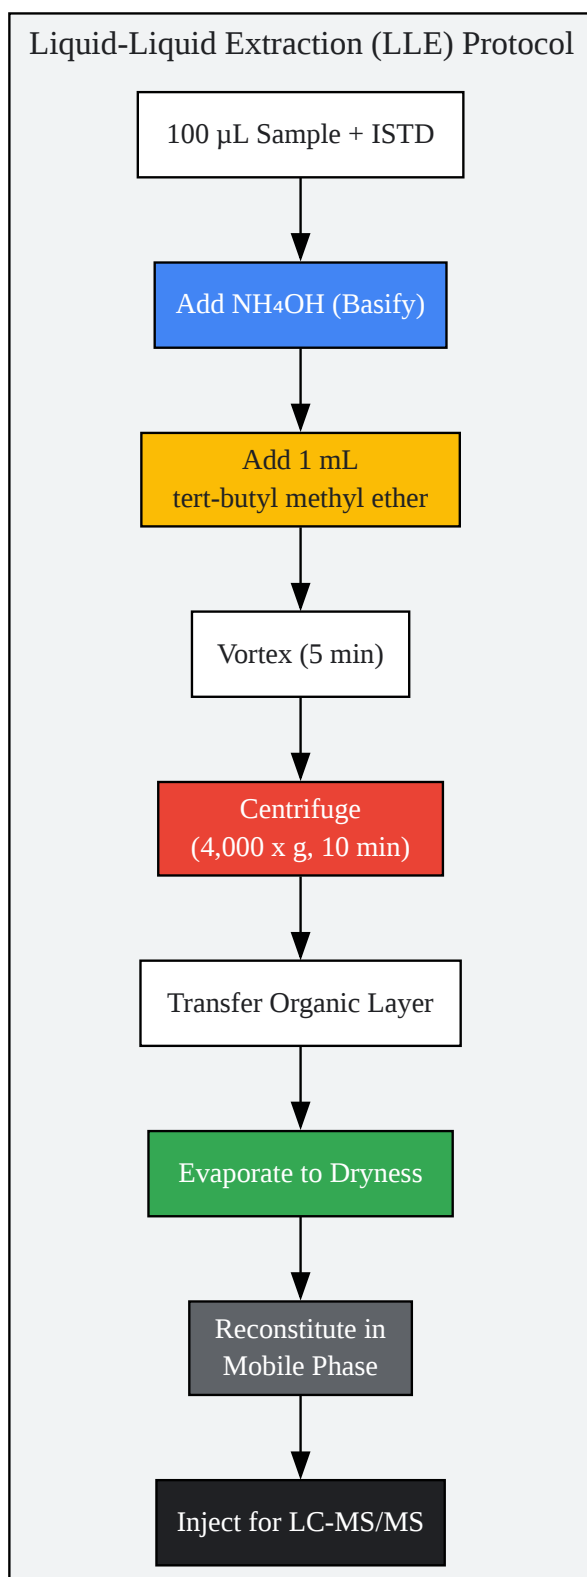 Liquid-Liquid Extraction (LLE) Protocol
100 µL Sample + ISTD
Add NH₄OH (Basify)
Add 1 mL
tert-butyl methyl ether
Vortex (5 min)
Centrifuge
(4,000 x g, 10 min)
Transfer Organic Layer
Evaporate to Dryness
Reconstitute in
Mobile Phase
Inject for LC-MS/MS